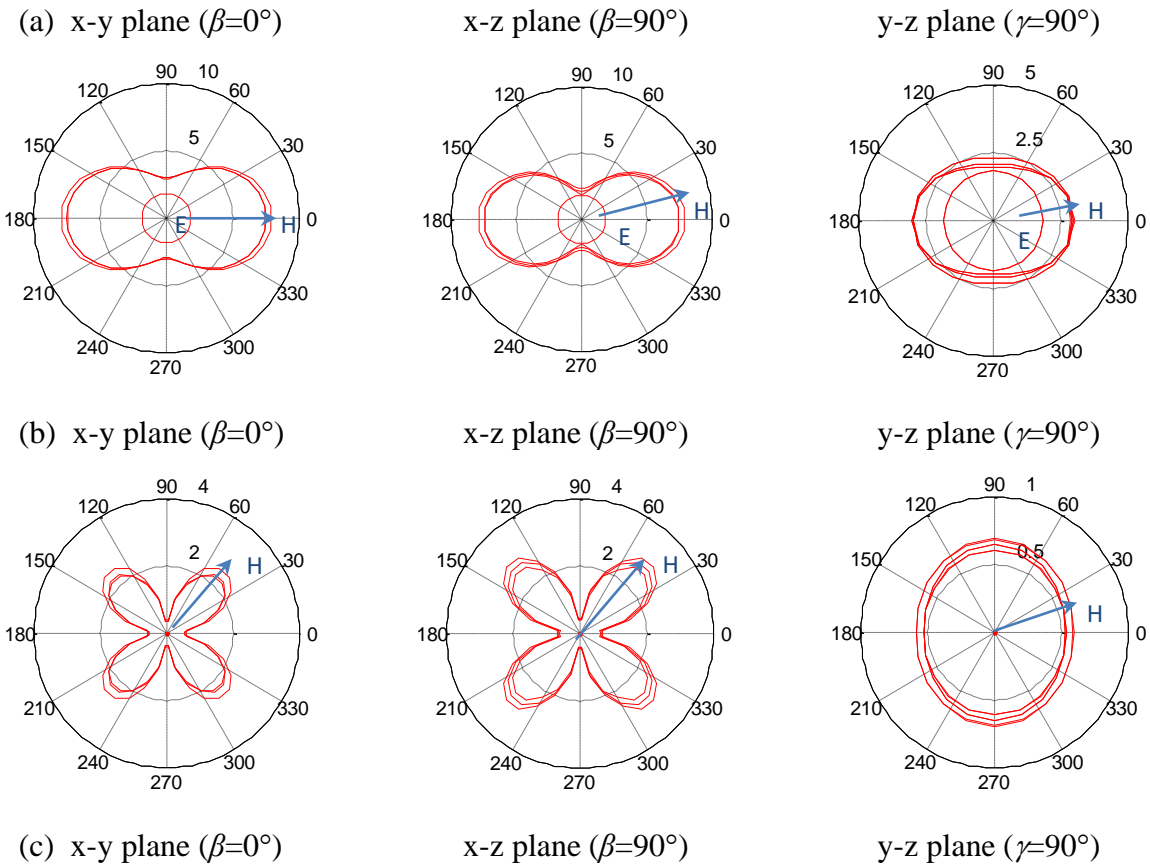 (a) x-y plane (β=0°) x-z plane (β=90°) y-z plane (γ=90°)
90 10 90 10 90 5
120 60 120 60 120 60
150 5 30 150 5 30 150 2.5 30
180 E H 0 180 E H 0 180 E H 0
210 330 210 330 210 330
240 300 240 300 240 300
270 270 270
(b) x-y plane (β=0°) x-z plane (β=90°) y-z plane (γ=90°)
90 4 90 4 90 1
120 60 120 60 120 60
150 2 H 30 150 2 H 30 150 0.5 30
180 0 180 0 180 H 0
210 330 210 330 210 330
240 300 240 300 240 300
270 270 270
(c) x-y plane (β=0°) x-z plane (β=90°) y-z plane (γ=90°)